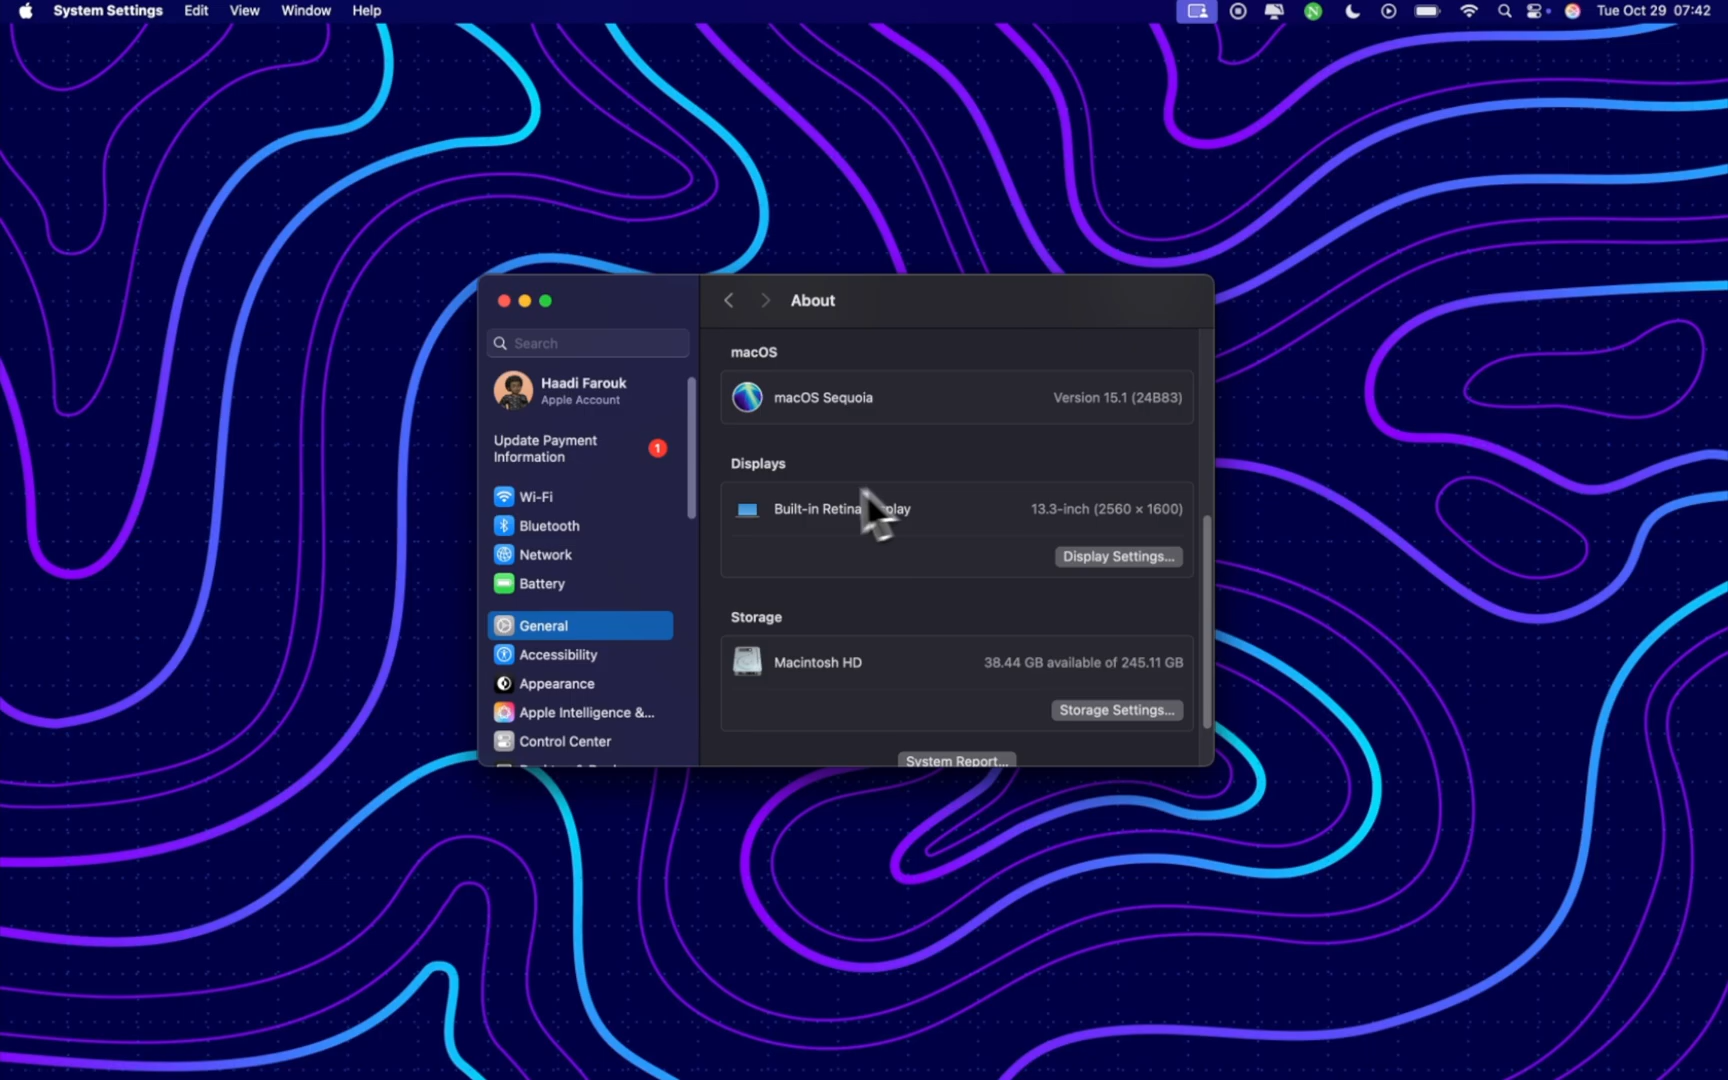 System Settings Edit View Window Help
Tue Oct 29 07:42
About
Search
Haadi Farouk
Apple Account
Update Payment
Information
1
Wi-Fi
Bluetooth
Network
Battery
General
Accessibility
Appearance
Apple Intelligence &...
Control Center
macOS
macOS Sequoia Version 15.1 (24B83)
Displays
Built-in Retina 13.3-inch (2560 × 1600)
Display Settings...
Storage
Macintosh HD 38.44 GB available of 245.11 GB
Storage Settings...
System Report...